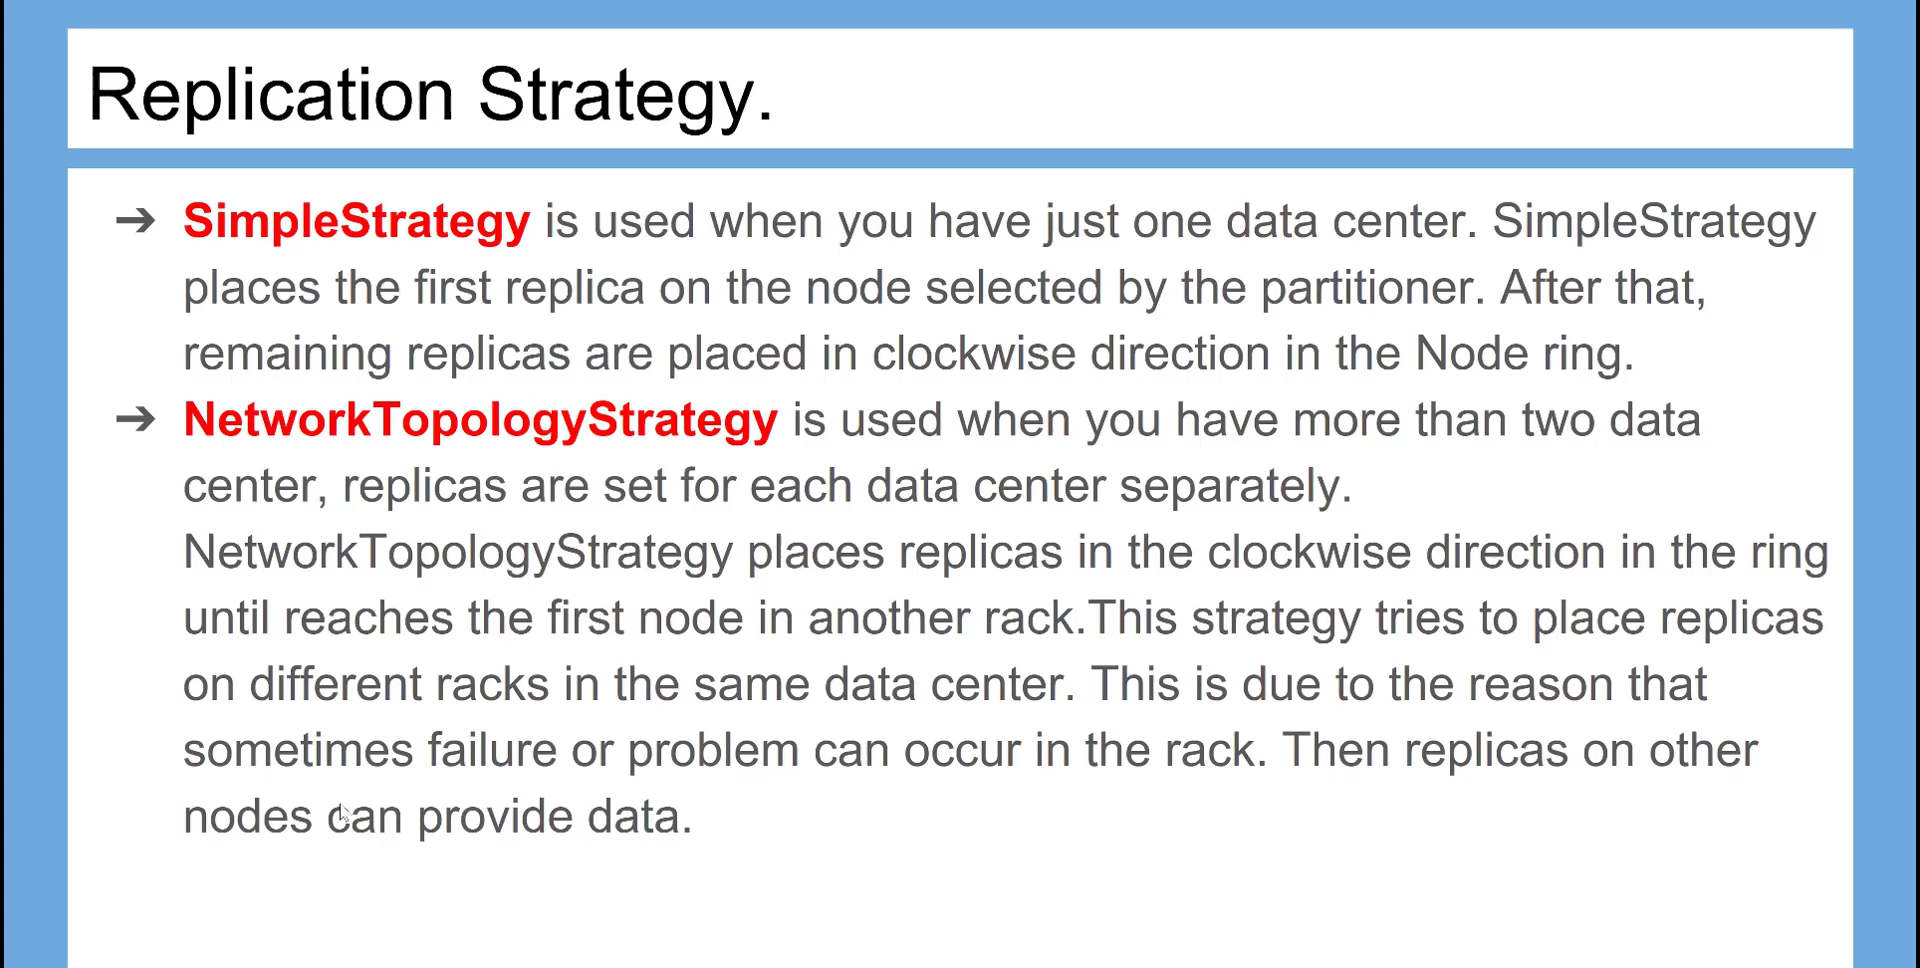 Replication Strategy.
➔ SimpleStrategy is used when you have just one data center. SimpleStrategy
places the first replica on the node selected by the partitioner. After that,
remaining replicas are placed in clockwise direction in the Node ring.
➔ NetworkTopologyStrategy is used when you have more than two data
center, replicas are set for each data center separately.
NetworkTopologyStrategy places replicas in the clockwise direction in the ring
until reaches the first node in another rack.This strategy tries to place replicas
on different racks in the same data center. This is due to the reason that
sometimes failure or problem can occur in the rack. Then replicas on other
nodes can provide data.